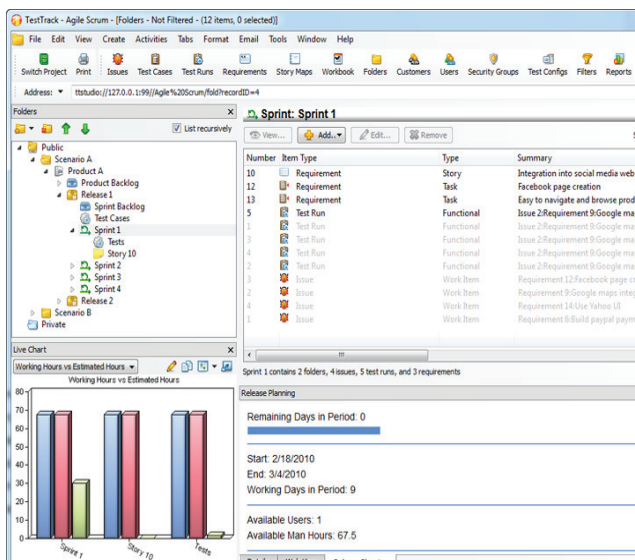 TestTrack - Agile Scrum - [Folders - Not Filtered - (12 items, 0 selected)]
File Edit View Create Activities Tabs Format Email Tools Window Help
Switch Project Print Issues Test Cases Test Runs Requirements Story Maps Workbook Folders Customers Users Security Groups Test Configs Filters Reports
Address: ttstudio://127.0.0.1:99//Agile%20Scrum/fold?recordID=4
Folders
List recursively
Public
Scenario A
Product A
Product Backlog
Release 1
Sprint Backlog
Test Cases
Sprint 1
Tests
Story 10
Sprint 2
Sprint 3
Sprint 4
Release 2
Scenario B
Private
Live Chart
Working Hours vs Estimated Hours
Working Hours vs Estimated Hours
80
70
60
50
40
30
20
10
0
Sprint 1 Story 10 Tests
Sprint: Sprint 1
View... Add... Edit... Remove
Number Item Type Type Summary
10 Requirement Story Integration into social media web
12 Requirement Task Facebook page creation
13 Requirement Task Easy to navigate and browse prod
5 Test Run Functional Issue 2:Requirement 9:Google ma
1 Test Run Functional Issue 2:Requirement 9:Google ma
3 Test Run Functional Issue 2:Requirement 9:Google ma
4 Test Run Functional Issue 2:Requirement 9:Google ma
2 Test Run Functional Issue 2:Requirement 9:Google ma
3 Issue Work Item Requirement 12:Facebook page cr
2 Issue Work Item Requirement 9:Google maps integ
4 Issue Work Item Requirement 14:Use Yahoo UI
1 Issue Work Item Requirement 6:Build paypal paym
Sprint 1 contains 2 folders, 4 issues, 5 test runs, and 3 requirements
Release Planning
Remaining Days in Period: 0
Start: 2/18/2010
End: 3/4/2010
Working Days in Period: 9
Available Users: 1
Available Man Hours: 67.5